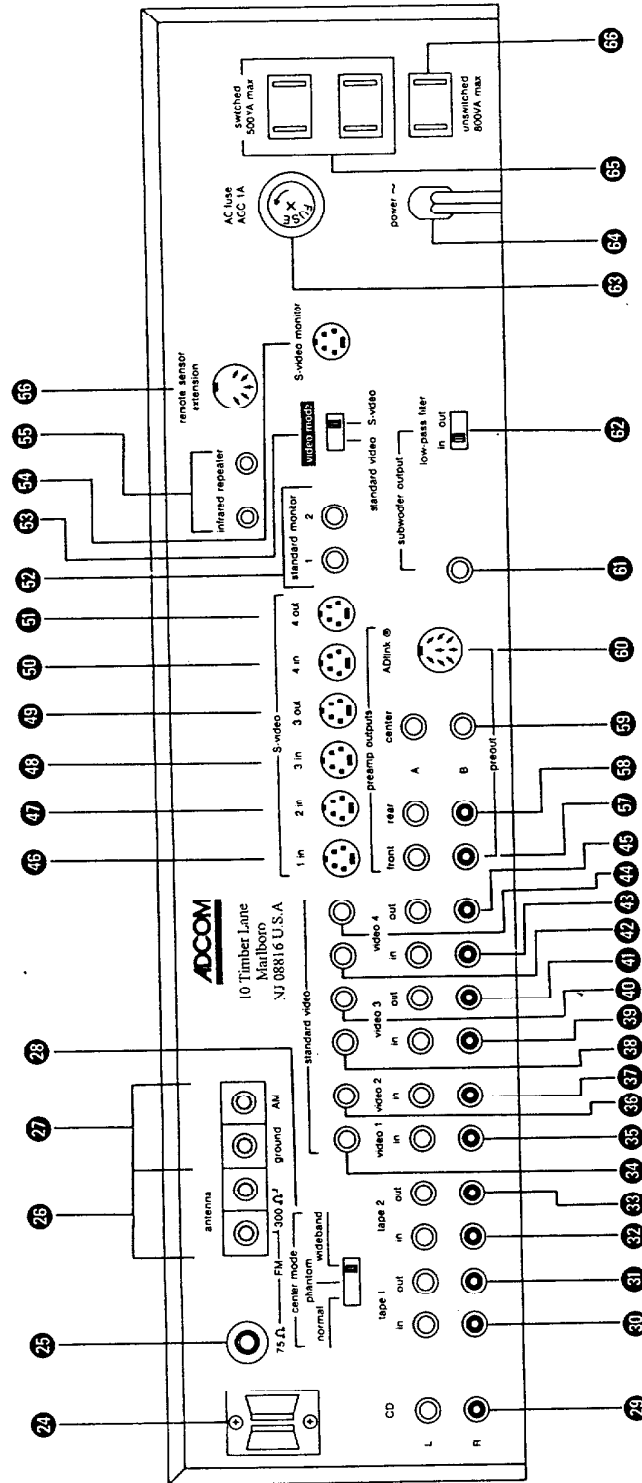 24 25 26 27 28 46 47 48 49 50 51 52 53 54 55 56
antenna
75 Ω FM 300 Ω ground AM
center mode
normal phantom wideband
ADCOM
10 Timber Lane
Marlboro
NJ 08816 U.S.A
S-video
1 in 2 in 3 in 3 out 4 in 4 out
infrared repeater
remote sensor
extension
standard monitor
1 2
video mode
standard video S-video
S-video monitor
AC fuse
ACC 1A
FUSE
X
switched
500VA max
unswitched
800VA max
power ~
standard video
CD
L
R
tape 1
in out
tape 2
in out
video 1
in
video 2
in
video 3
in out
video 4
in out
preamp outputs
front rear center ADlink ®
A
B
preout
subwoofer output
low-pass filter
in out
29 30 31 32 33 34 35 36 37 38 39 40 41 42 43 44 45 57 58 59 60 61 62 63 64 65 66